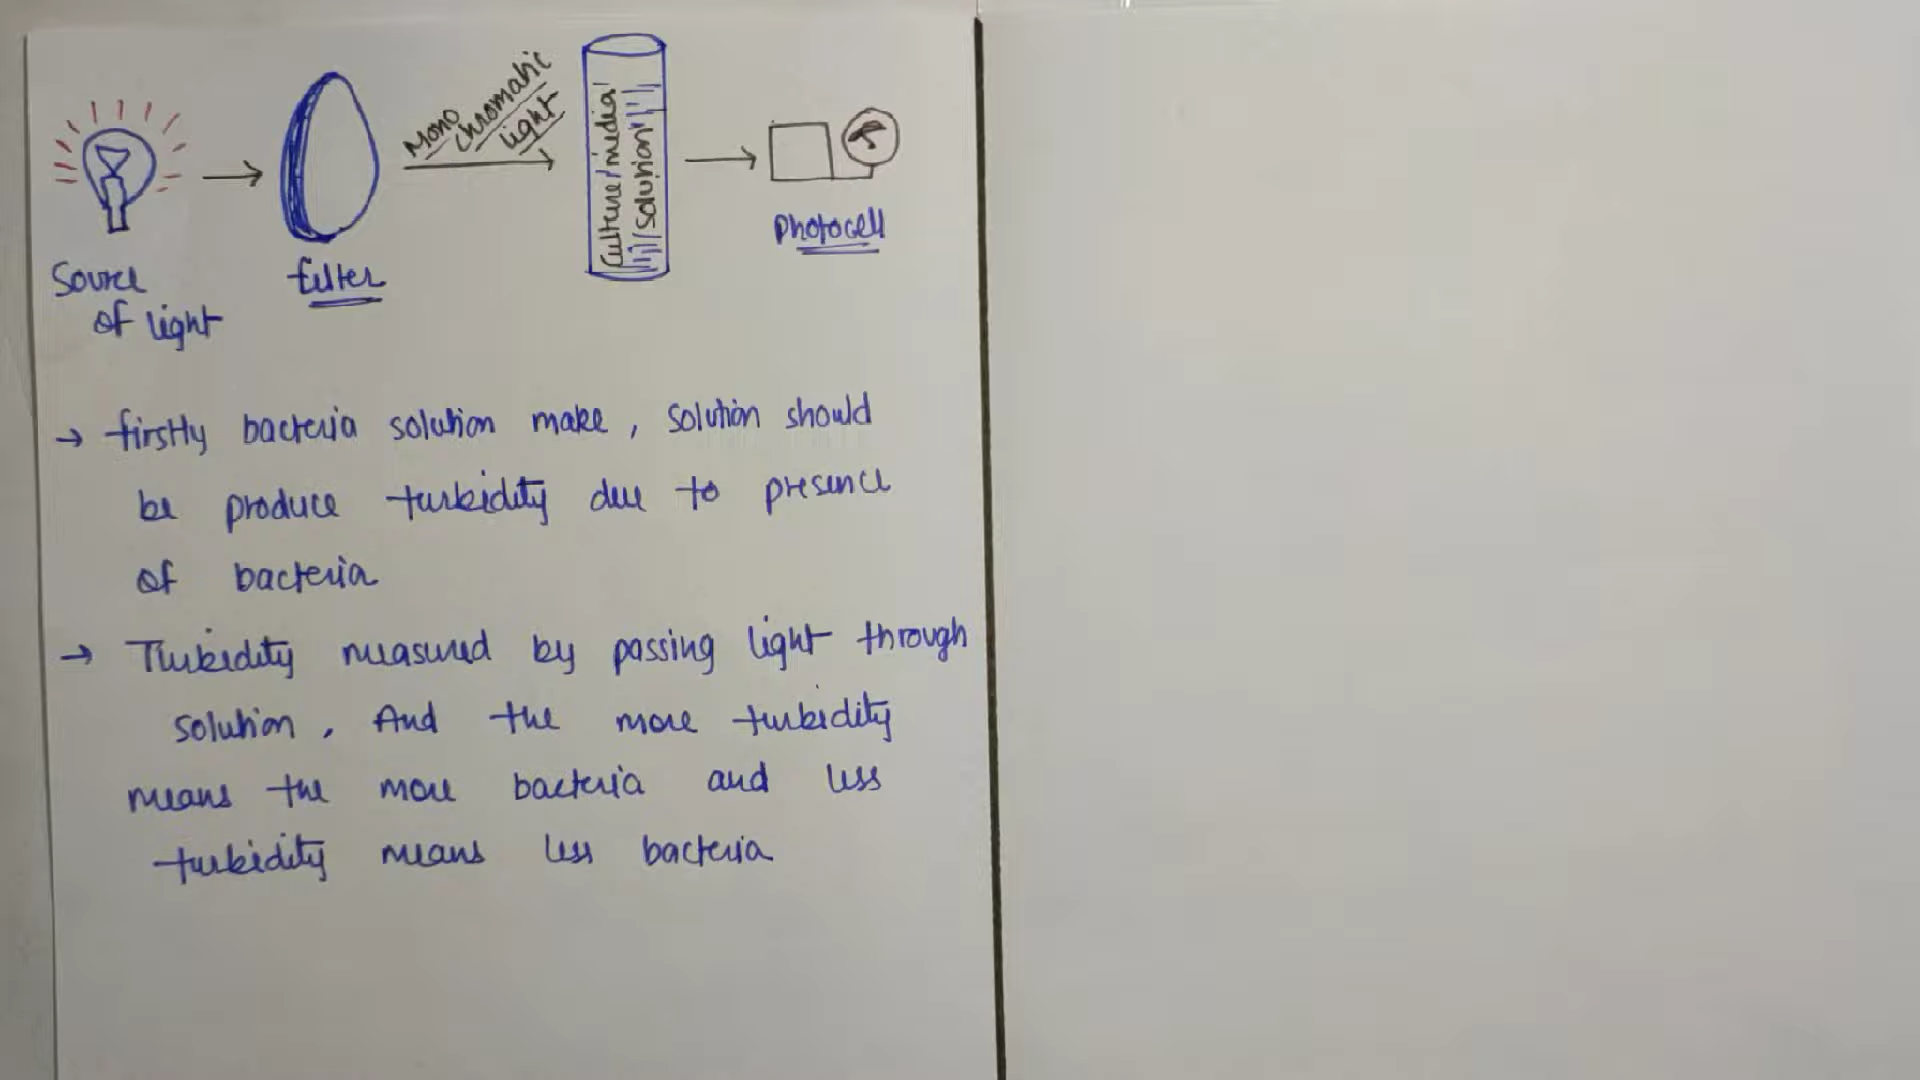 Source
of light
filter
Mono
chromatic
light
Culture/media
solution
Photocell
→ firstly bacteria solution make, solution should
be produce turbidity due to presence
of bacteria
→ Turbidity measured by passing light through
solution, And the more turbidity
means the more bacteria and less
turbidity means less bacteria